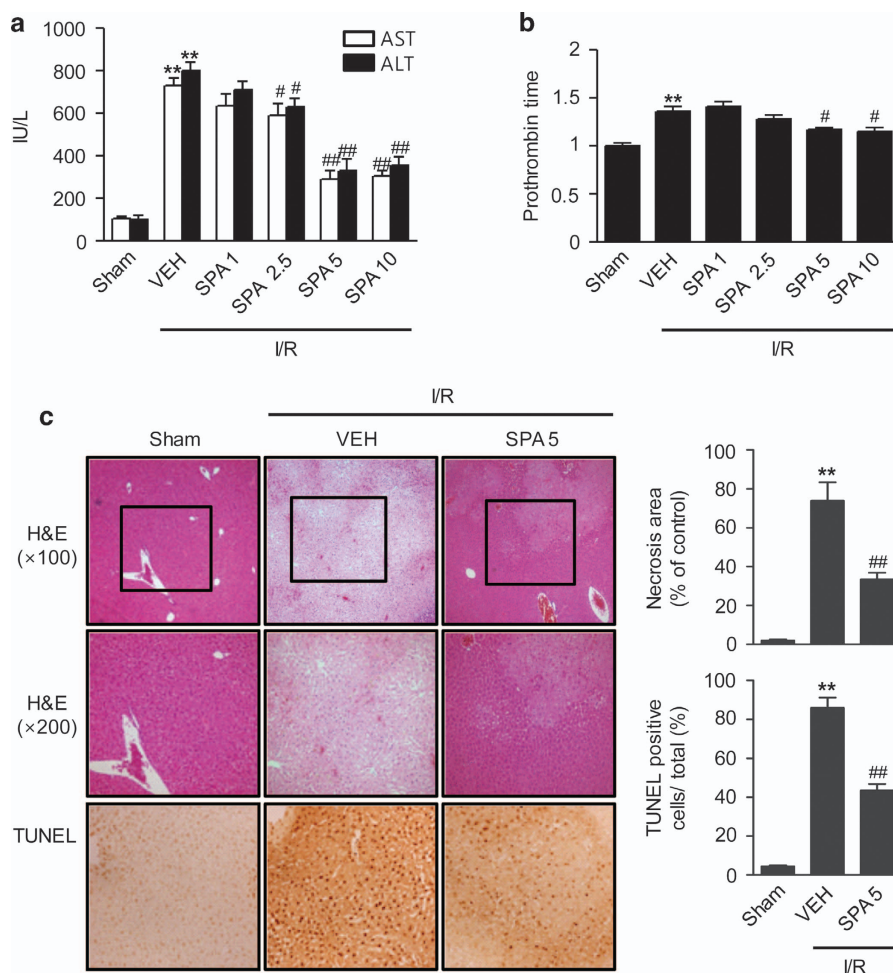 a
1000
800
600
400
200
0
IU/L
AST
ALT
** **
# #
## ##
## ##
Sham VEH SPA 1 SPA 2.5 SPA 5 SPA 10
I/R
b
2
1.5
1
0.5
0
Prothrombin time
**
# #
Sham VEH SPA 1 SPA 2.5 SPA 5 SPA 10
I/R
c
I/R
Sham VEH SPA 5
H&E
(×100)
H&E
(×200)
TUNEL
Necrosis area
(% of control)
100
80
60
40
20
0
**
##
TUNEL positive
cells/ total (%)
100
80
60
40
20
0
**
##
Sham VEH SPA 5
I/R